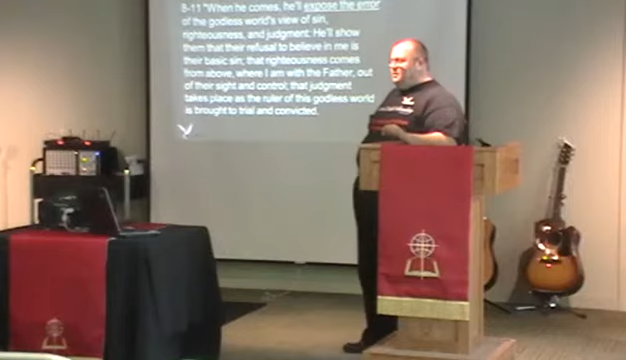 8-11 "When he comes, he'll expose the error
of the godless world's view of sin,
righteousness, and judgment: He'll show
them that their refusal to believe in me is
their basic sin; that righteousness comes
from above, where I am with the Father, out
of their sight and control; that judgment
takes place as the ruler of this godless world
is brought to trial and convicted.